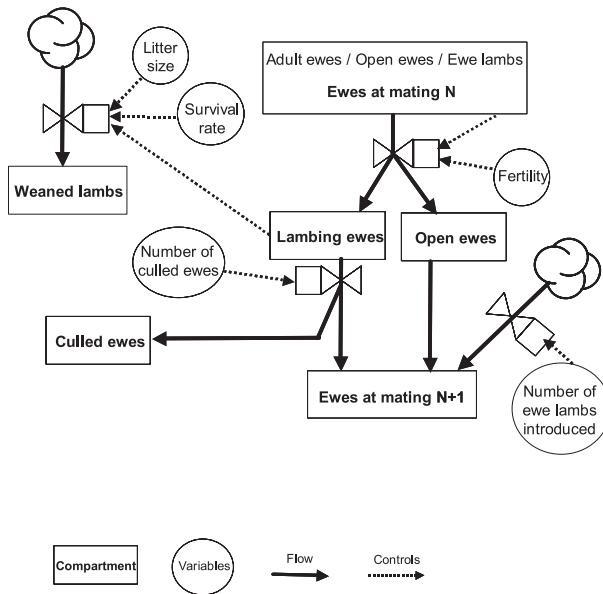 Litter
size
Adult ewes / Open ewes / Ewe lambs
Ewes at mating N
Survival
rate
Fertility
Weaned lambs
Lambing ewes
Open ewes
Number of
culled ewes
Culled ewes
Ewes at mating N+1
Number of
ewe lambs
introduced
Compartment
Variables
Flow
Controls